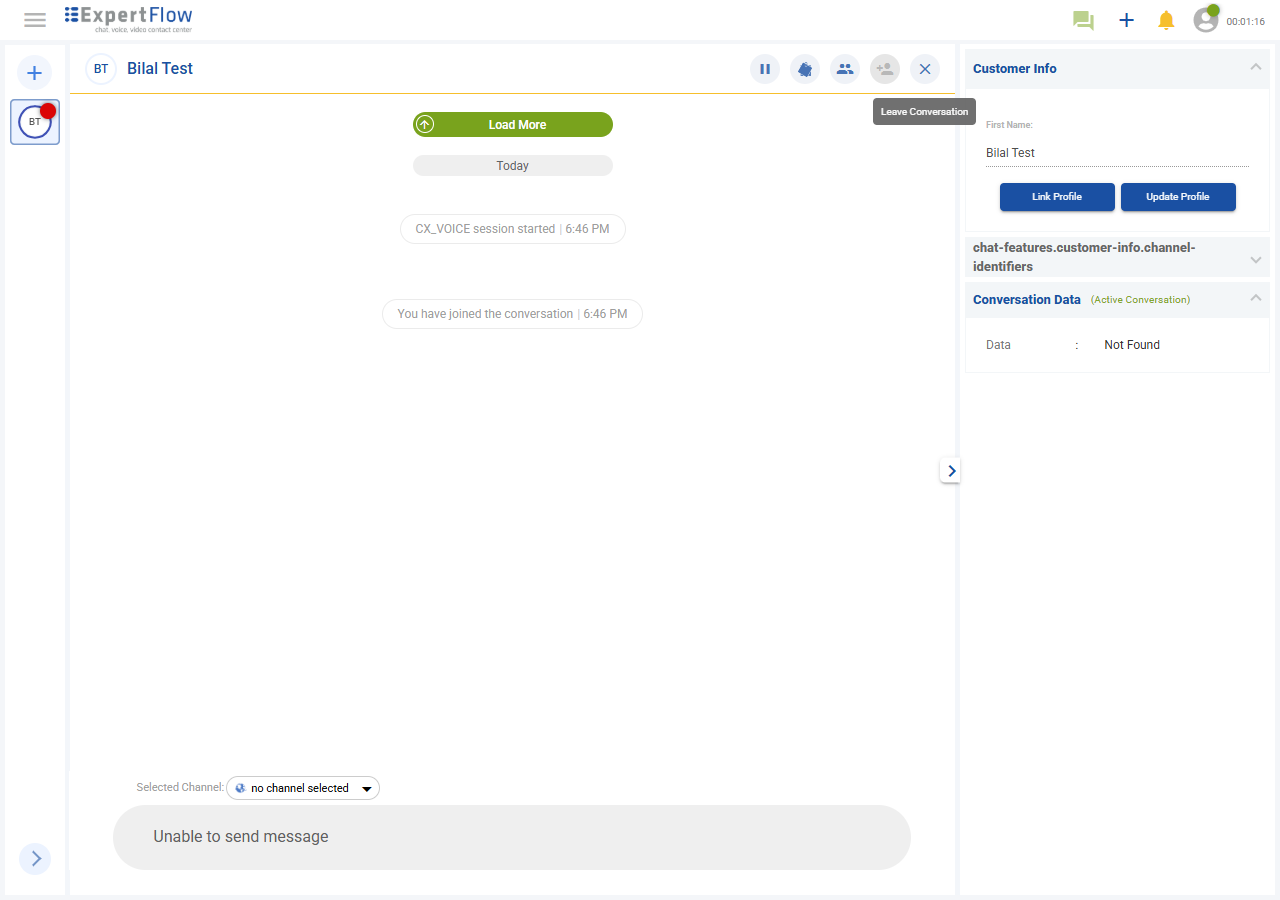 ExpertFlow
chat, voice, video contact center
00:01:16
BT
BT Bilal Test
Leave Conversation
Load More
Today
CX_VOICE session started | 6:46 PM
You have joined the conversation | 6:46 PM
Selected Channel: no channel selected
Unable to send message
Customer Info
First Name:
Bilal Test
Link Profile
Update Profile
chat-features.customer-info.channel-
identifiers
Conversation Data (Active Conversation)
Data : Not Found